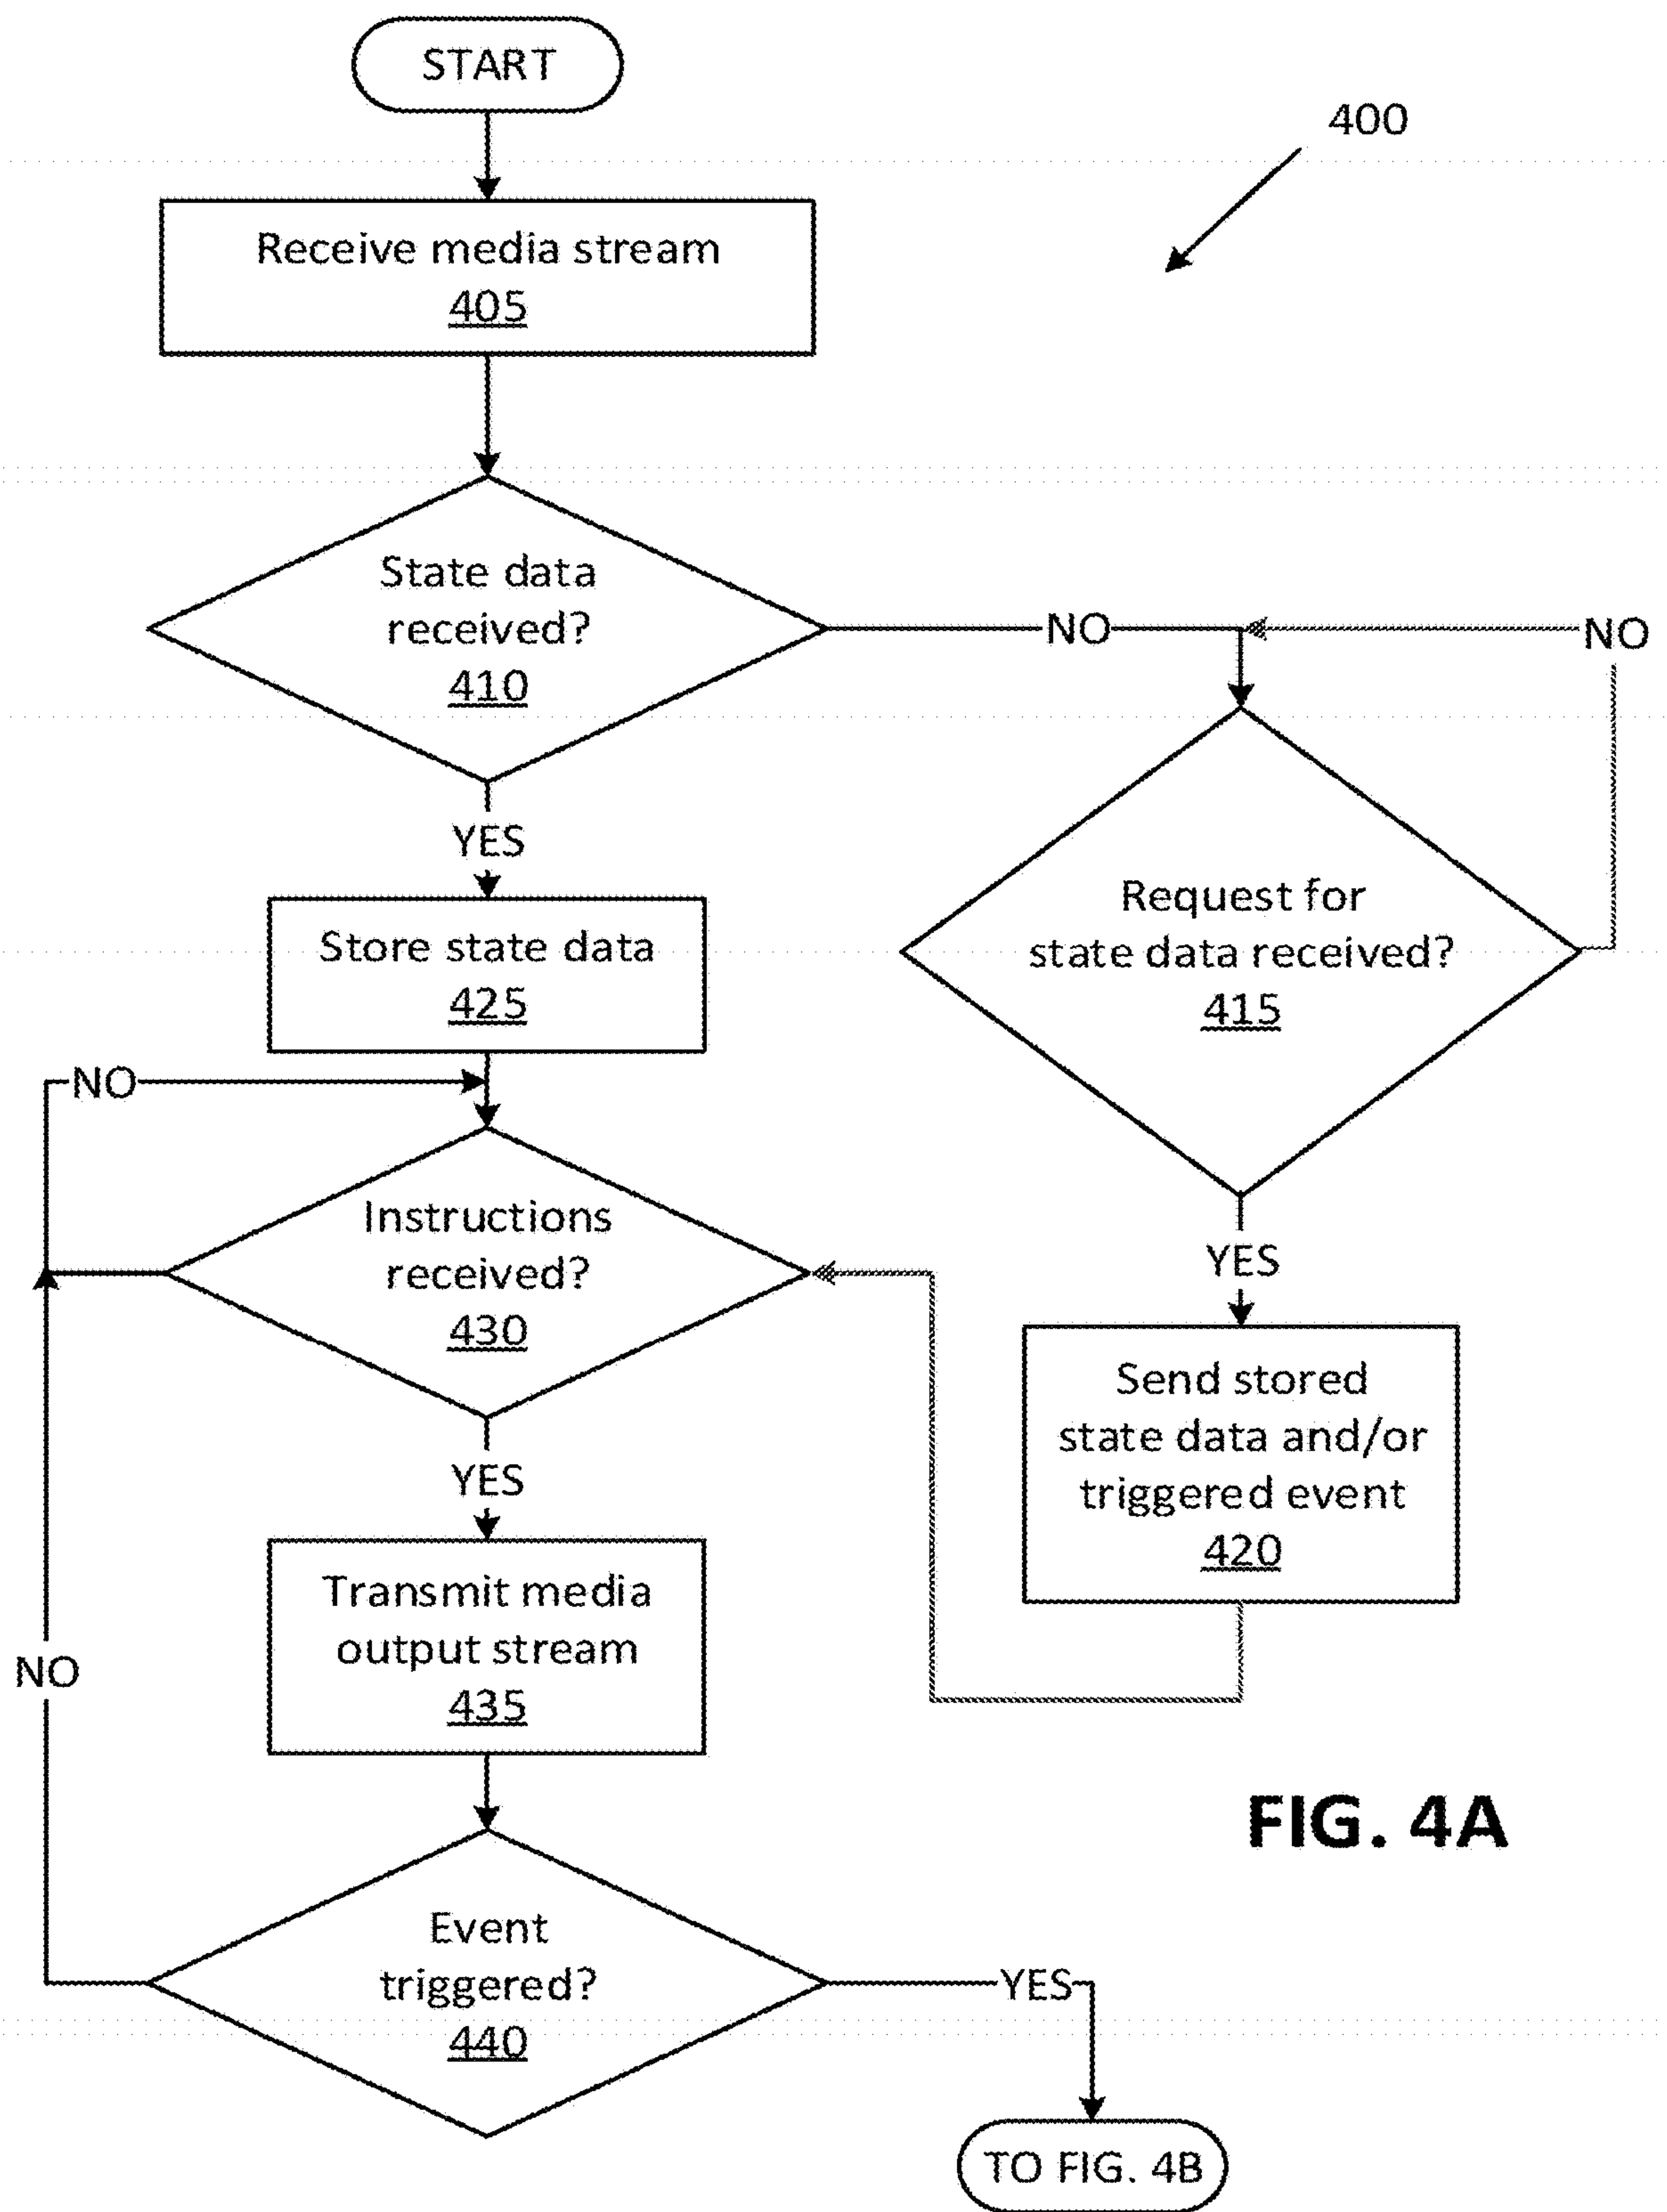 START
400
Receive media stream
405
State data
received?
410
NO
NO
YES
Request for
state data received?
415
Store state data
425
NO
Instructions
received?
430
YES
YES
Send stored
state data and/or
triggered event
420
Transmit media
output stream
435
NO
FIG. 4A
Event
triggered?
440
YES
TO FIG. 4B